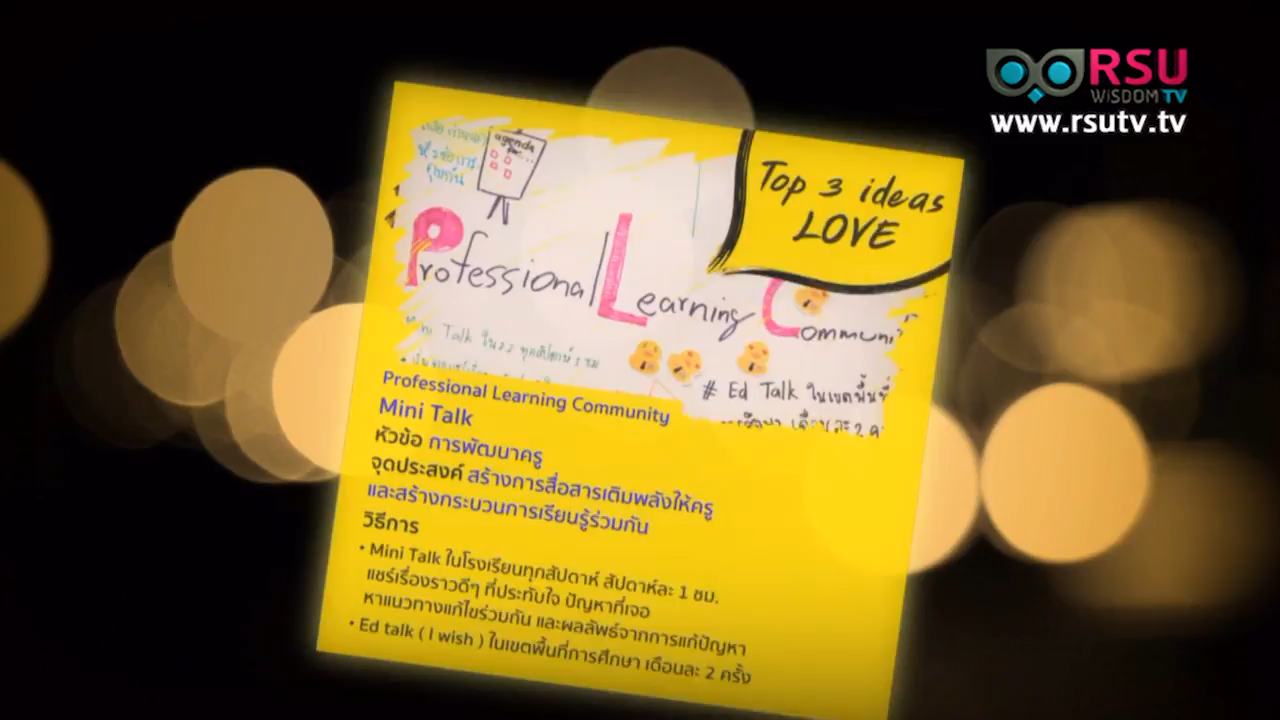 RSU
WISDOM TV
www.rsutv.tv
agenda
Top 3 ideas
LOVE
Professional Learning
Mini Talk
# Ed Talk ในเขตพื้นที่
Professional Learning Community
Mini Talk
หัวข้อ การพัฒนาครู
จุดประสงค์ สร้างการสื่อสารเติมพลังให้ครู
และสร้างกระบวนการเรียนรู้ร่วมกัน
วิธีการ
• Mini Talk ในโรงเรียนทุกสัปดาห์ สัปดาห์ละ 1 ชม.
แชร์เรื่องราวดีๆ ที่ประทับใจ ปัญหาที่เจอ
หาแนวทางแก้ไขร่วมกัน และผลลัพธ์จากการแก้ปัญหา
• Ed talk ( I wish ) ในเขตพื้นที่การศึกษา เดือนละ 2 ครั้ง